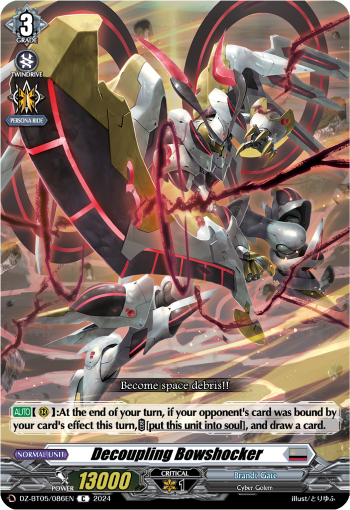 3
GRADE
TWINDRIVE
PERSONA RIDE
Become space debris!!
AUTO【 】:At the end of your turn, if your opponent's card was bound by
your card's effect this turn, [put this unit into soul], and draw a card.
NORMAL UNIT Decoupling Bowshocker
Brandt Gate
Cyber Golem
POWER 13000 CRITICAL 1
DZ-BT05/086EN C 2024 illust/とりゆふ